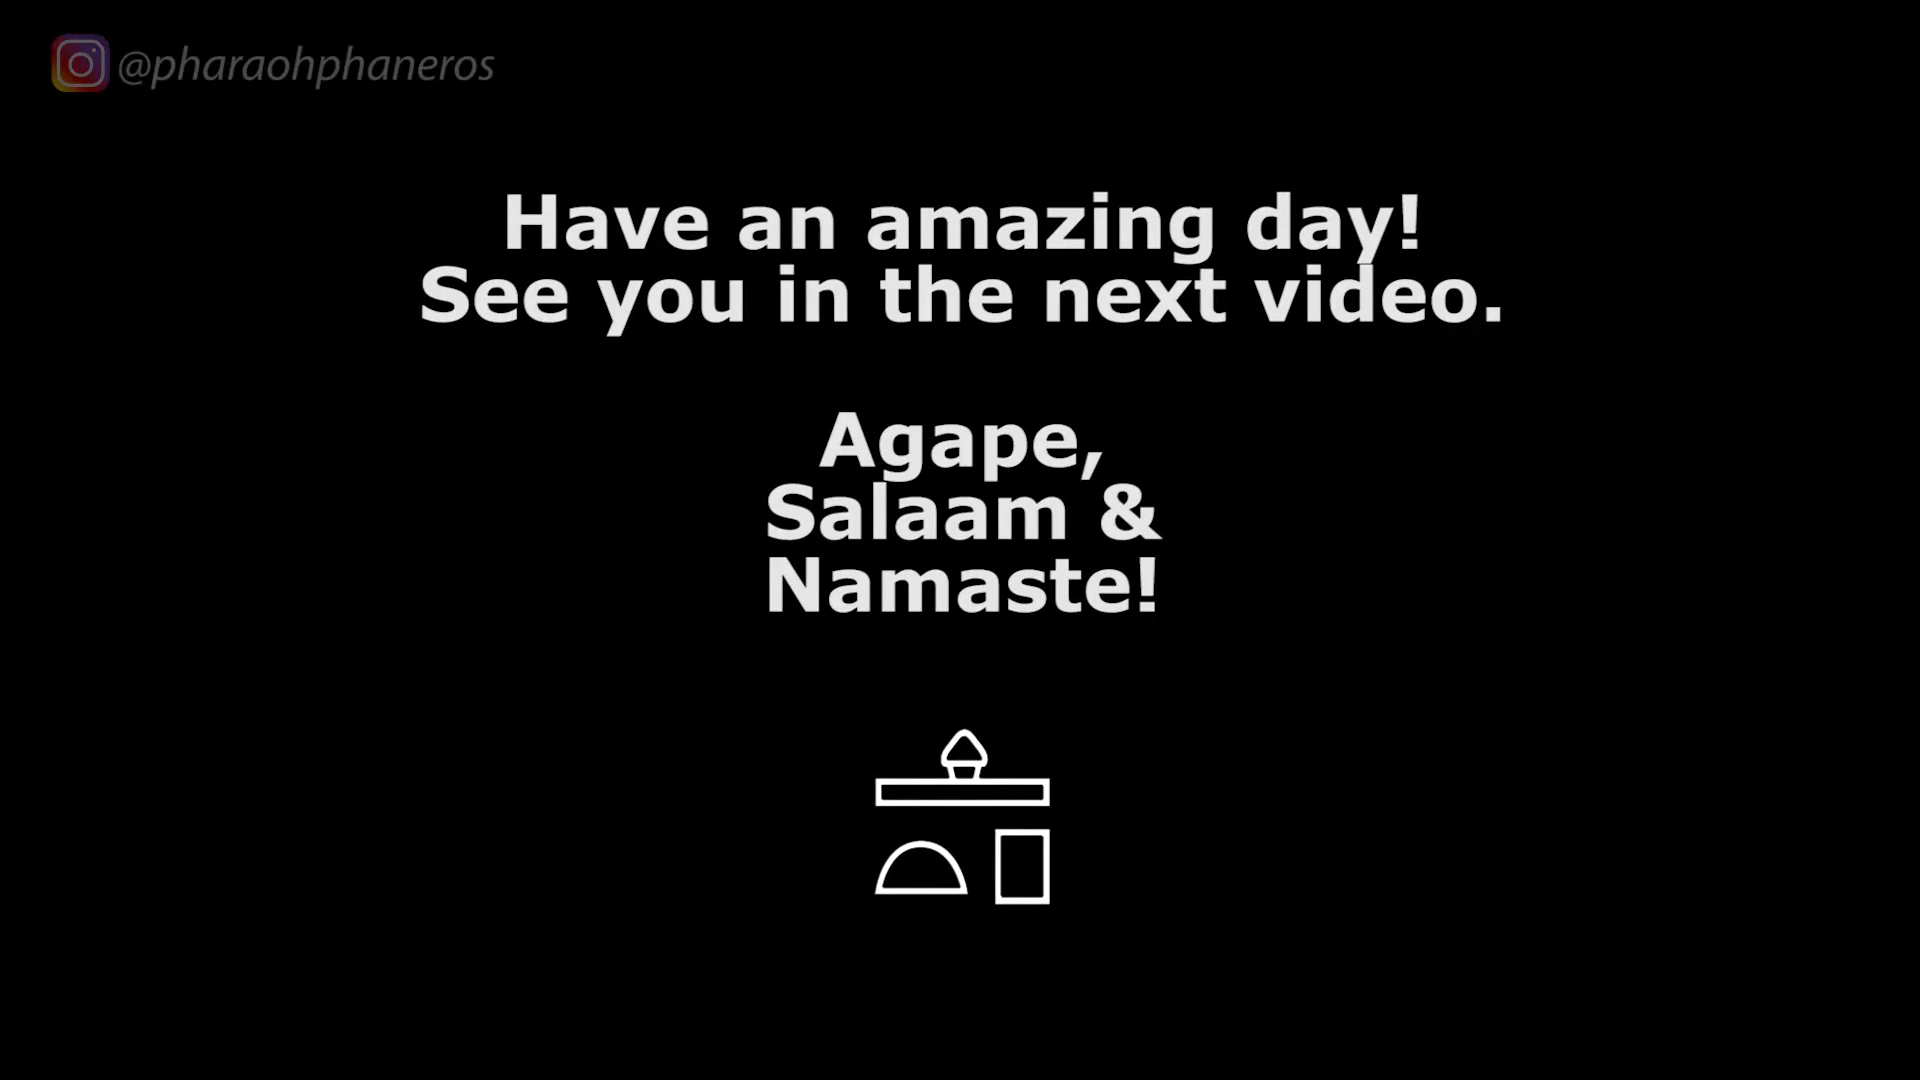 @pharaohphaneros
Have an amazing day!
See you in the next video.
Agape,
Salaam &
Namaste!